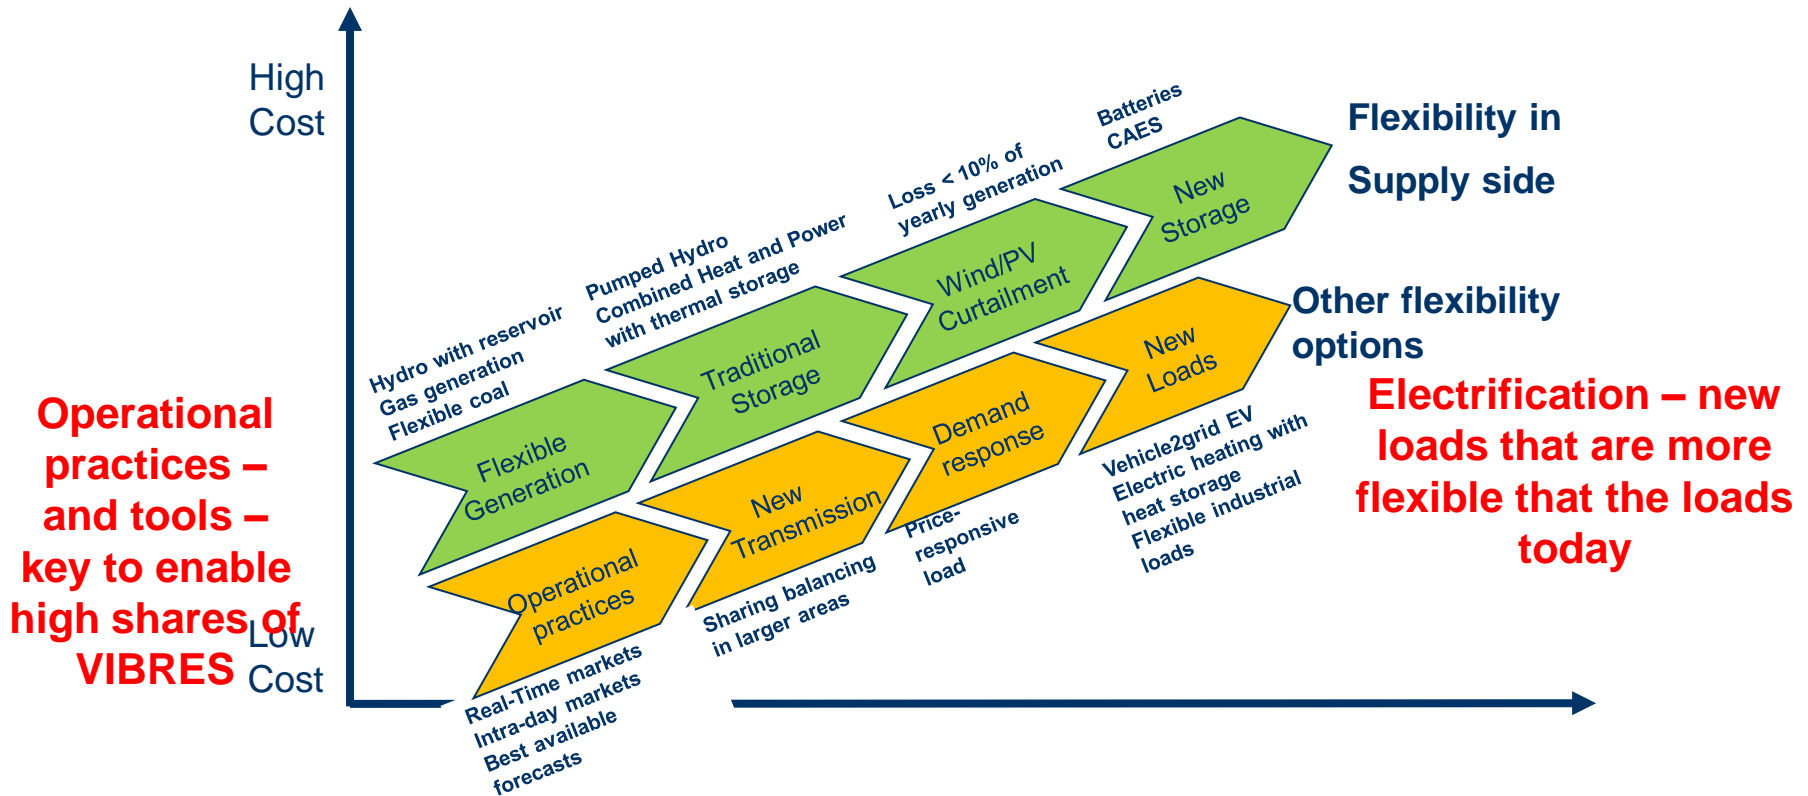 High
Cost
Batteries
CAES
Flexibility in
Supply side
New
Storage
Loss < 10% of
yearly generation
Wind/PV
Curtailment
Pumped Hydro
Combined Heat and Power
with thermal storage
Traditional
Storage
Hydro with reservoir
Gas generation
Flexible coal
Flexible
Generation
Other flexibility
options
New
Loads
Vehicle2grid EV
Electric heating with
heat storage
Flexible industrial
loads
Demand
response
Price-
responsive
load
New
Transmission
Sharing balancing
in larger areas
Operational
practices
Real-Time markets
Intra-day markets
Best available
forecasts
Operational
practices –
and tools –
key to enable
high shares of
VIBRES
Low
Cost
Electrification – new
loads that are more
flexible that the loads
today